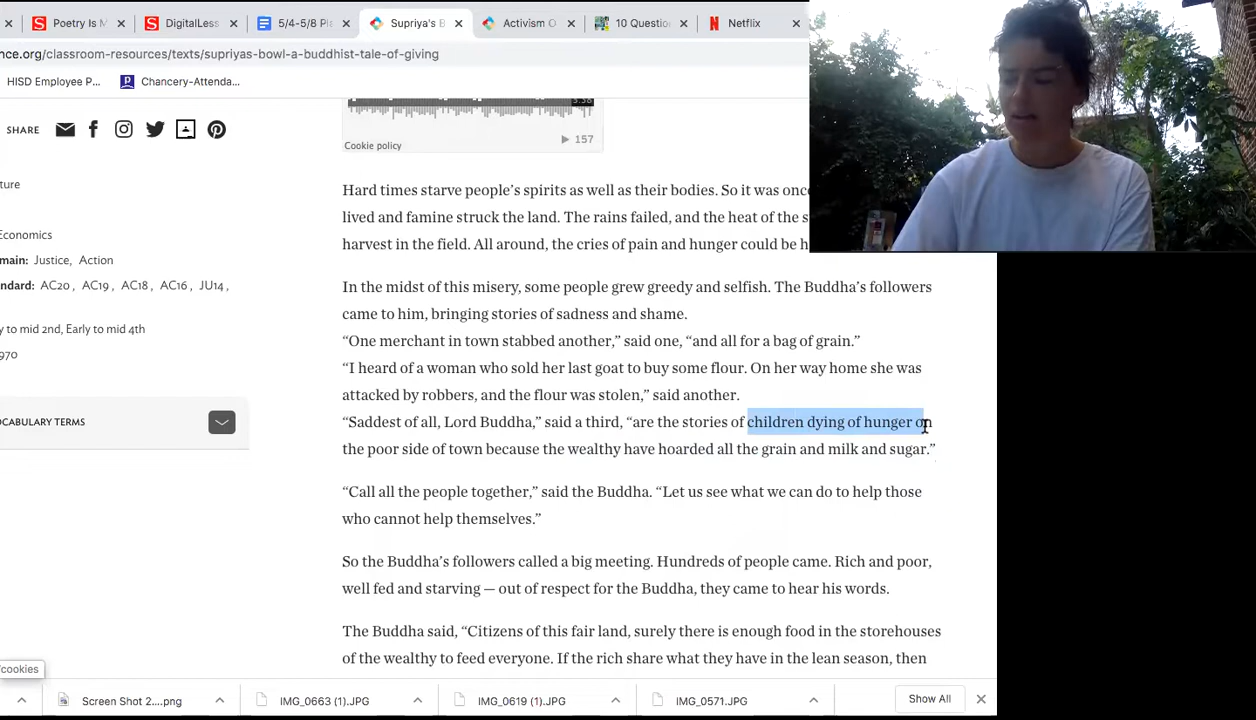 Poetry Is M
DigitalLess
5/4-5/8 Pl
Supriya's B
Activism O
10 Questio
Netflix
nce.org/classroom-resources/texts/supriyas-bowl-a-buddhist-tale-of-giving
HISD Employee P...
Chancery-Attenda...
SHARE
5:38
157
Cookie policy
ture
Economics
main: Justice, Action
ndard: AC20, AC19, AC18, AC16, JU14,
y to mid 2nd, Early to mid 4th
970
OCABULARY TERMS
Hard times starve people's spirits as well as their bodies. So it was onc
lived and famine struck the land. The rains failed, and the heat of the s
harvest in the field. All around, the cries of pain and hunger could be h
In the midst of this misery, some people grew greedy and selfish. The Buddha's followers
came to him, bringing stories of sadness and shame.
“One merchant in town stabbed another,” said one, “and all for a bag of grain.”
“I heard of a woman who sold her last goat to buy some flour. On her way home she was
attacked by robbers, and the flour was stolen,” said another.
“Saddest of all, Lord Buddha,” said a third, “are the stories of children dying of hunger on
the poor side of town because the wealthy have hoarded all the grain and milk and sugar.”
“Call all the people together,” said the Buddha. “Let us see what we can do to help those
who cannot help themselves.”
So the Buddha's followers called a big meeting. Hundreds of people came. Rich and poor,
well fed and starving — out of respect for the Buddha, they came to hear his words.
The Buddha said, “Citizens of this fair land, surely there is enough food in the storehouses
of the wealthy to feed everyone. If the rich share what they have in the lean season, then
/cookies
Screen Shot 2....png
IMG_0663 (1).JPG
IMG_0619 (1).JPG
IMG_0571.JPG
Show All